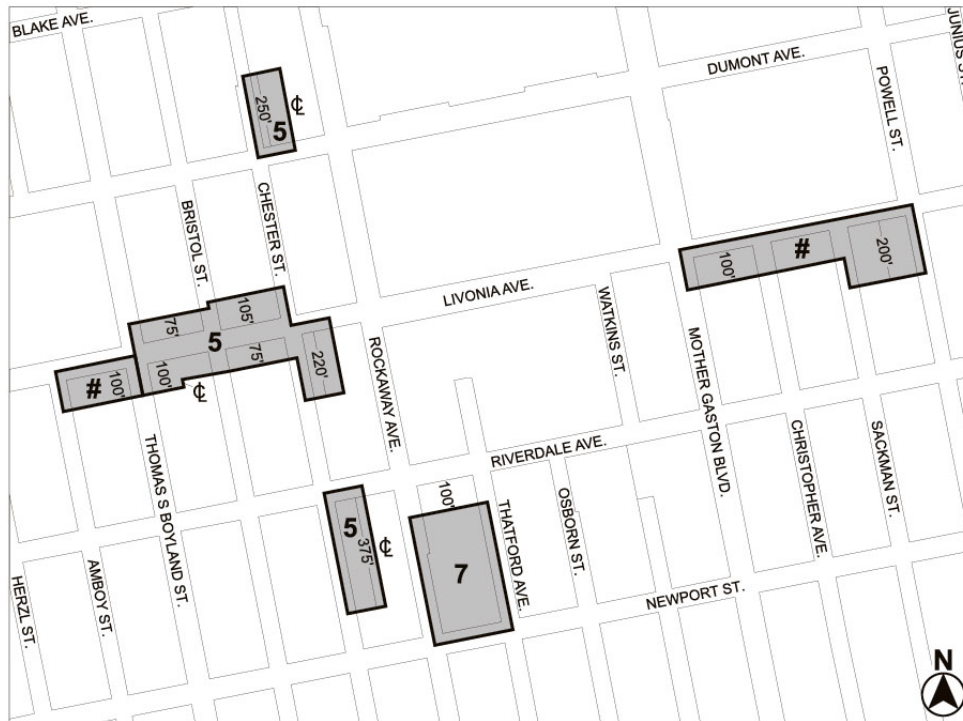 BLAKE AVE.
JUNIUS ST.
DUMONT AVE.
POWELL ST.
250'
℄
5
BRISTOL ST.
CHESTER ST.
LIVONIA AVE.
WATKINS ST.
100'
#
200'
75'
105'
5
75'
220'
#
100'
100'
℄
THOMAS S BOYLAND ST.
ROCKAWAY AVE.
MOTHER GASTON BLVD.
CHRISTOPHER AVE.
SACKMAN ST.
RIVERDALE AVE.
5
375'
℄
100'
7
THATFORD AVE.
OSBORN ST.
NEWPORT ST.
HERZL ST.
AMBOY ST.
N